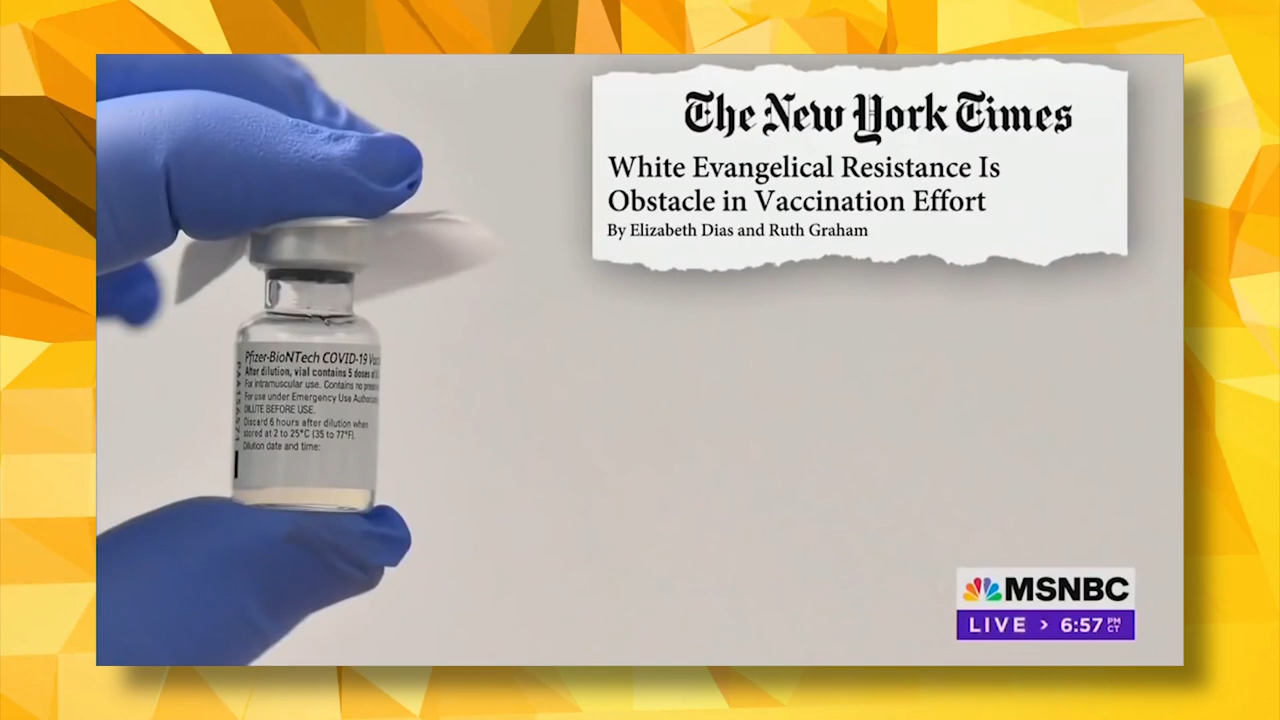 The New York Times
White Evangelical Resistance Is
Obstacle in Vaccination Effort
By Elizabeth Dias and Ruth Graham
Pfizer-BioNTech COVID-19
After dilution, vial contains 5 doses of
For intramuscular use. Contains no
For use under Emergency Use
DILUTE BEFORE USE.
Discard 6 hours after dilution when
stored at 2 to 25°C (35 to 77°F).
Dilution date and time:
MSNBC
LIVE > 6:57 PM CT